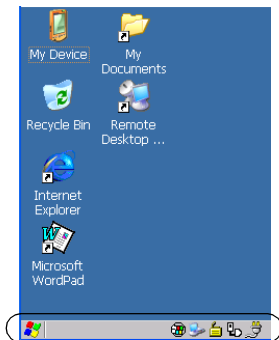 My Device
My
Documents
Recycle Bin
Remote
Desktop ...
Internet
Explorer
Microsoft
WordPad